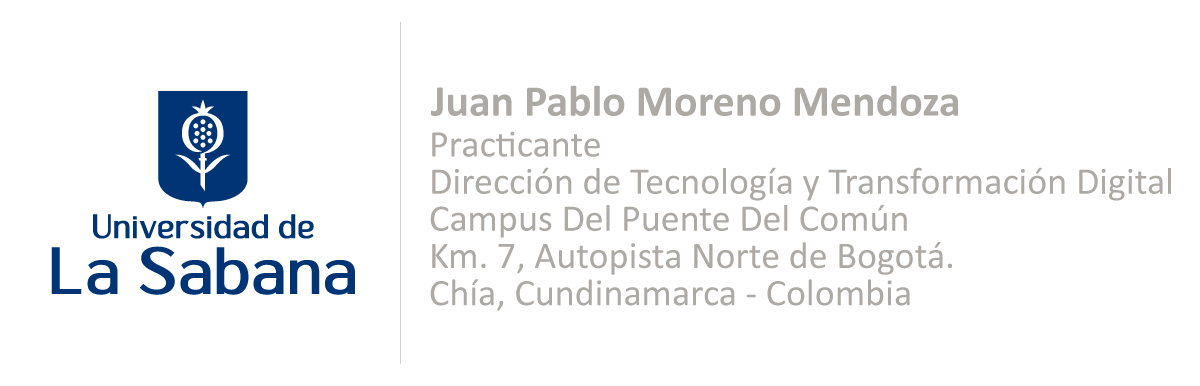 Universidad de
La Sabana
Juan Pablo Moreno Mendoza
Practicante
Dirección de Tecnología y Transformación Digital
Campus Del Puente Del Común
Km. 7, Autopista Norte de Bogotá.
Chía, Cundinamarca - Colombia